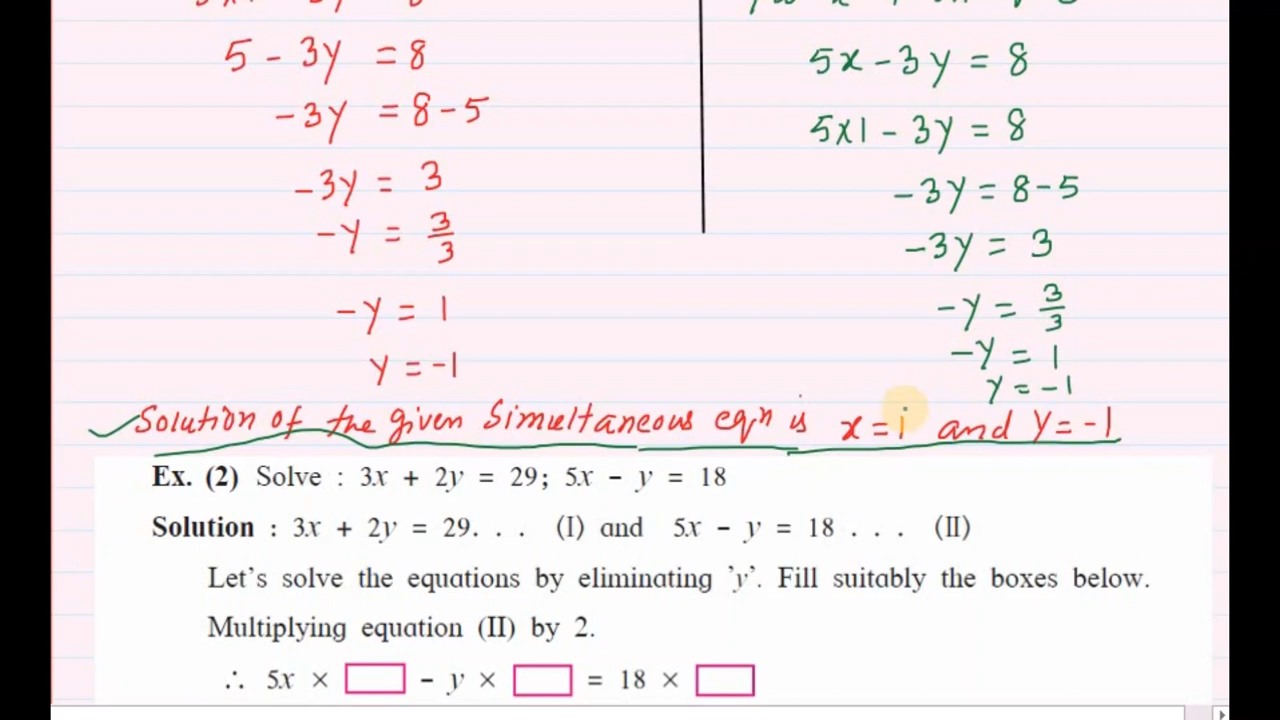 5 - 3y = 8
-3y = 8-5
-3y = 3
-y = 3/3
-y = 1
y = -1
5x - 3y = 8
5x1 - 3y = 8
-3y = 8-5
-3y = 3
-y = 3/3
-y = 1
y = -1
Solution of the given Simultaneous eqn is x = 1 and y = -1
Ex. (2) Solve : 3x + 2y = 29; 5x - y = 18
Solution : 3x + 2y = 29. . . (I) and 5x - y = 18 . . . (II)
Let's solve the equations by eliminating 'y'. Fill suitably the boxes below.
Multiplying equation (II) by 2.
∴ 5x × □ - y × □ = 18 × □